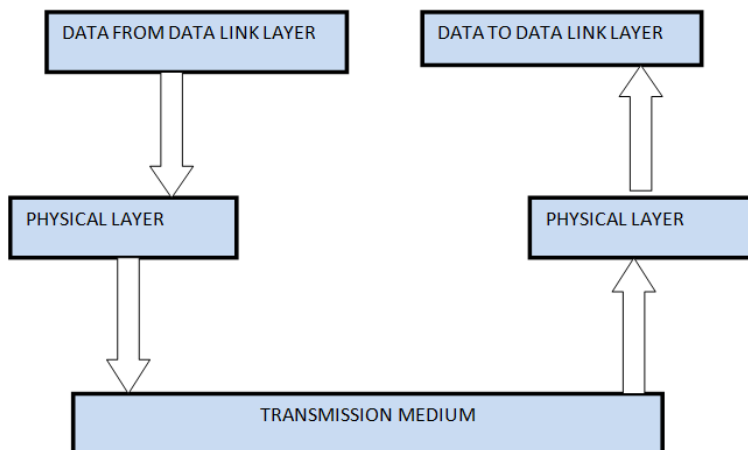 DATA FROM DATA LINK LAYER
DATA TO DATA LINK LAYER
PHYSICAL LAYER
PHYSICAL LAYER
TRANSMISSION MEDIUM